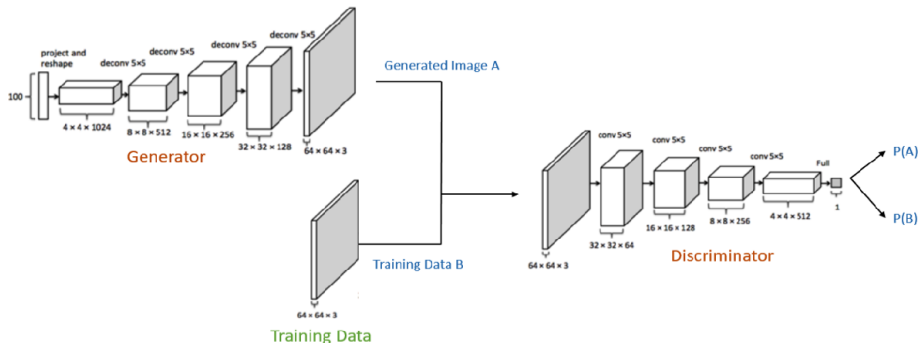 project and
reshape
100
4 × 4 × 1024
deconv 5×5
8 × 8 × 512
deconv 5×5
16 × 16 × 256
deconv 5×5
32 × 32 × 128
deconv 5×5
64 × 64 × 3
Generator
Generated Image A
Training Data B
64 × 64 × 3
Training Data
64 × 64 × 3
conv 5×5
32 × 32 × 64
conv 5×5
16 × 16 × 128
conv 5×5
8 × 8 × 256
conv 5×5
4 × 4 × 512
Full
1
Discriminator
P(A)
P(B)